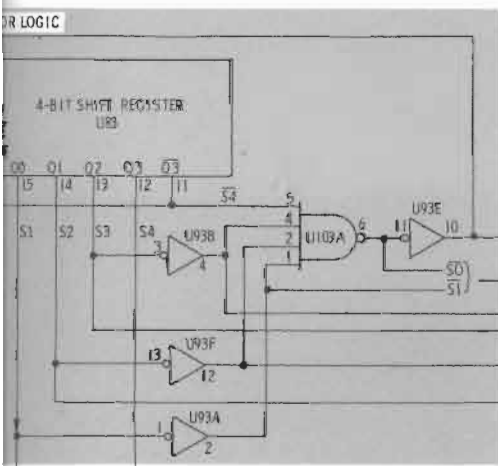 OR LOGIC
4-BIT SHIFT REGISTER
U83
Q0 Q1 Q2 Q3 Q3
15 14 13 12 11
S4
S1 S2 S3 S4
5
4
2
1
U103A
6
U93E
11 10
U93B
3
4
S0
S1
U93F
13
12
U93A
1
2